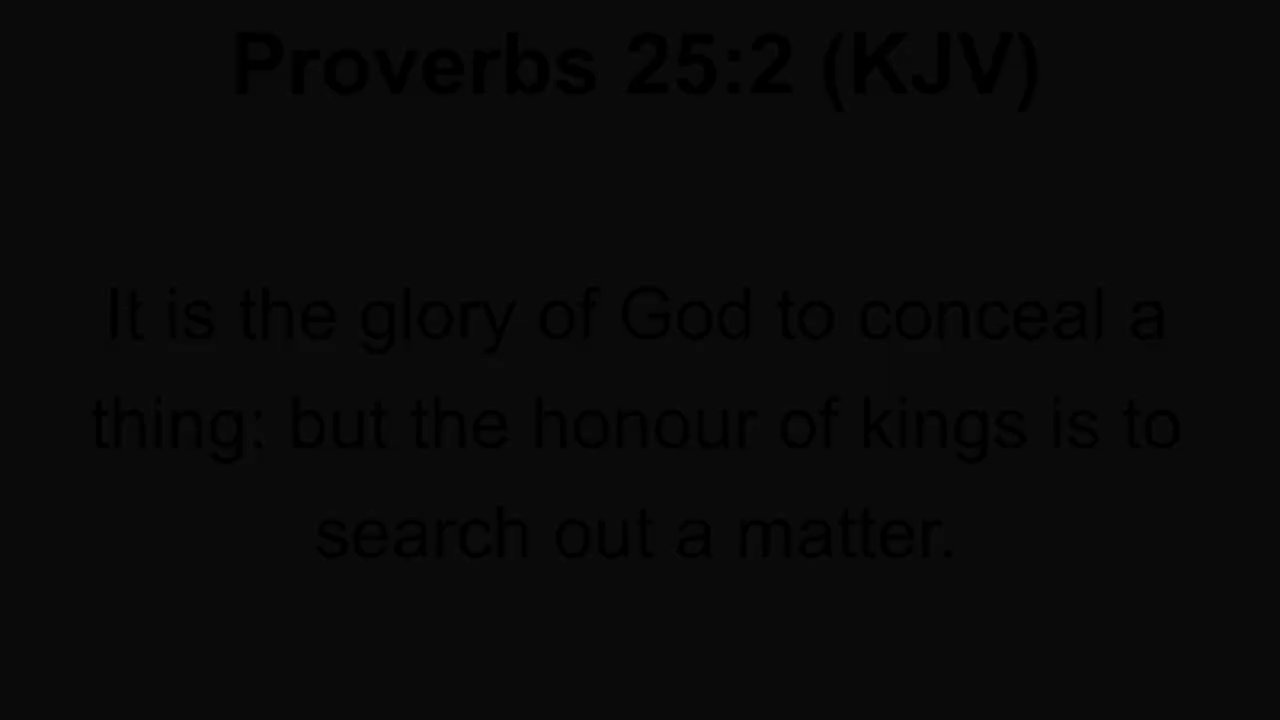 Proverbs 25:2 (KJV)
It is the glory of God to conceal a
thing: but the honour of kings is to
search out a matter.